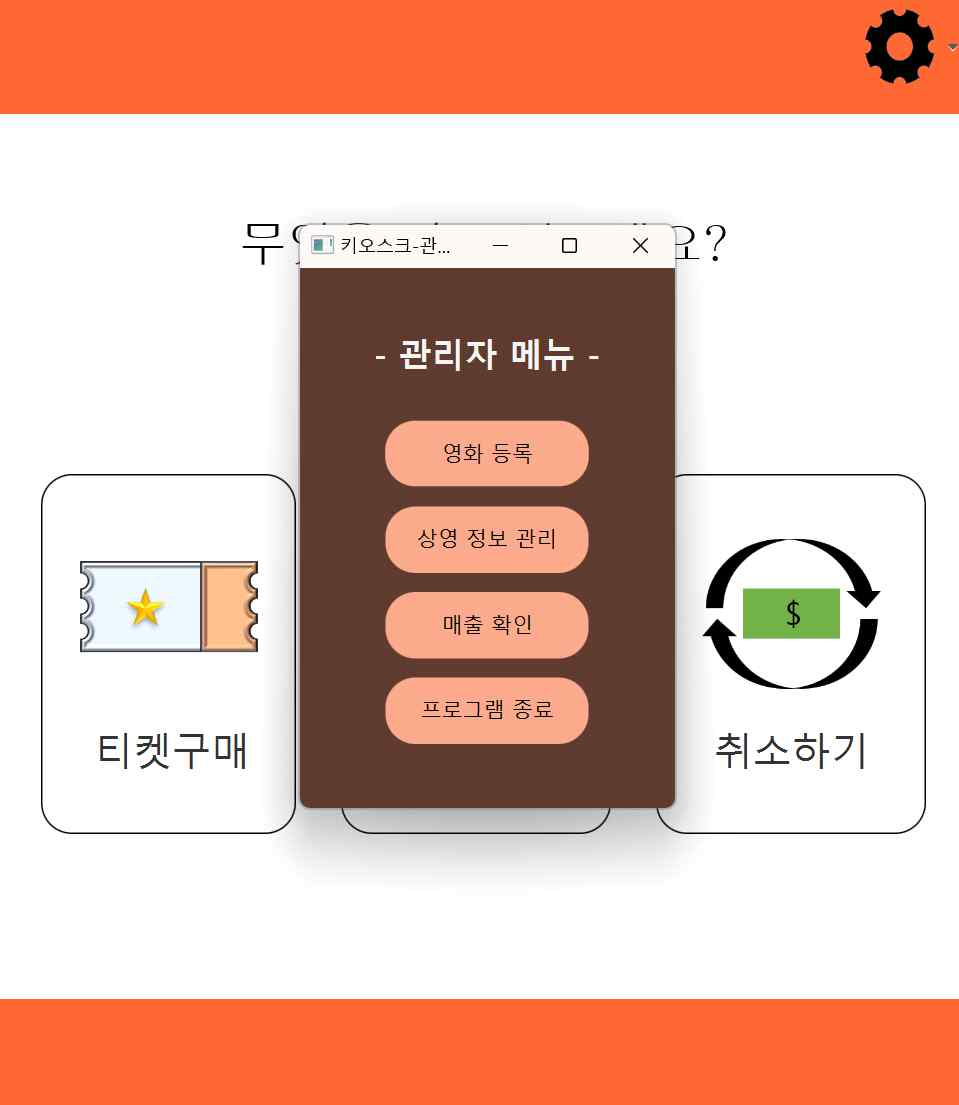 키오스크-관...
- 관리자 메뉴 -
영화 등록
상영 정보 관리
매출 확인
프로그램 종료
$
티켓구매
취소하기